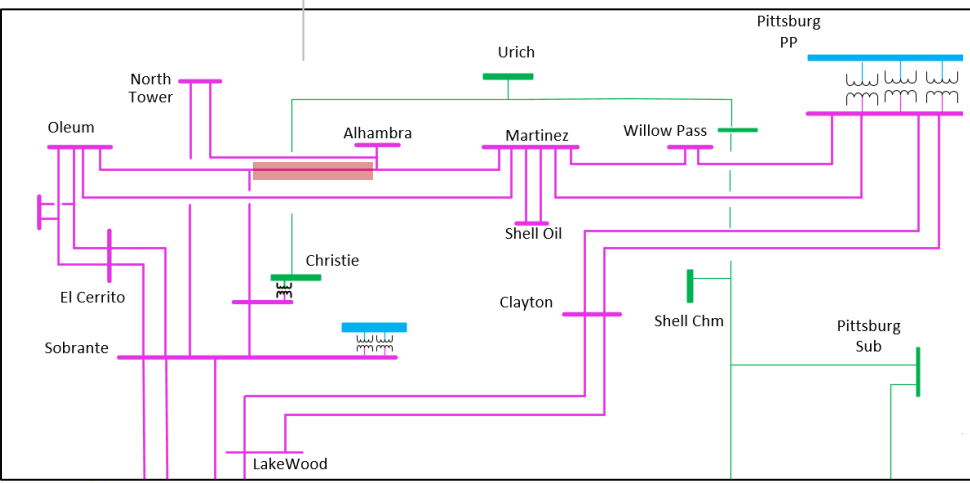 Pittsburg
PP
Urich
North
Tower
Oleum
Alhambra
Martinez
Willow Pass
Shell Oil
Christie
El Cerrito
Clayton
Shell Chm
Pittsburg
Sub
Sobrante
LakeWood